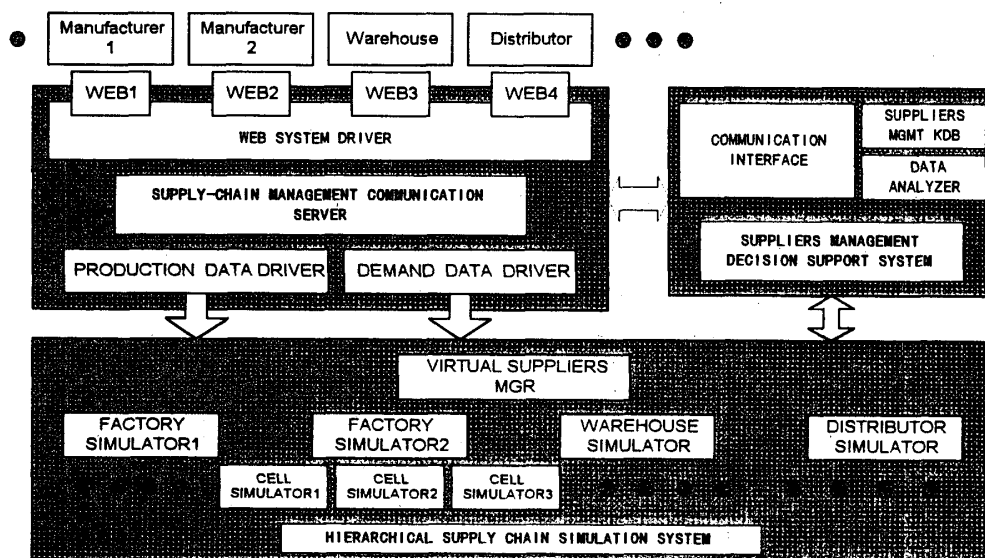 Manufacturer
1
Manufacturer
2
Warehouse
Distributor
WEB1
WEB2
WEB3
WEB4
WEB SYSTEM DRIVER
SUPPLY-CHAIN MANAGEMENT COMMUNICATION
SERVER
PRODUCTION DATA DRIVER
DEMAND DATA DRIVER
COMMUNICATION
INTERFACE
SUPPLIERS
MGMT KDB
DATA
ANALYZER
SUPPLIERS MANAGEMENT
DECISION SUPPORT SYSTEM
VIRTUAL SUPPLIERS
MGR
FACTORY
SIMULATOR1
FACTORY
SIMULATOR2
WAREHOUSE
SIMULATOR
DISTRIBUTOR
SIMULATOR
CELL
SIMULATOR1
CELL
SIMULATOR2
CELL
SIMULATOR3
HIERARCHICAL SUPPLY CHAIN SIMULATION SYSTEM